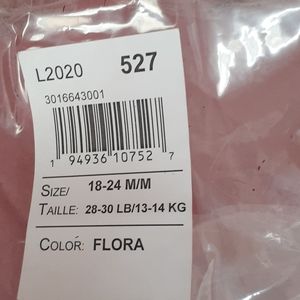 L2020 527
3016643001
1 94936 10752 7
SIZE/ 18-24 M/M
TAILLE: 28-30 LB/13-14 KG
COLOR: FLORA